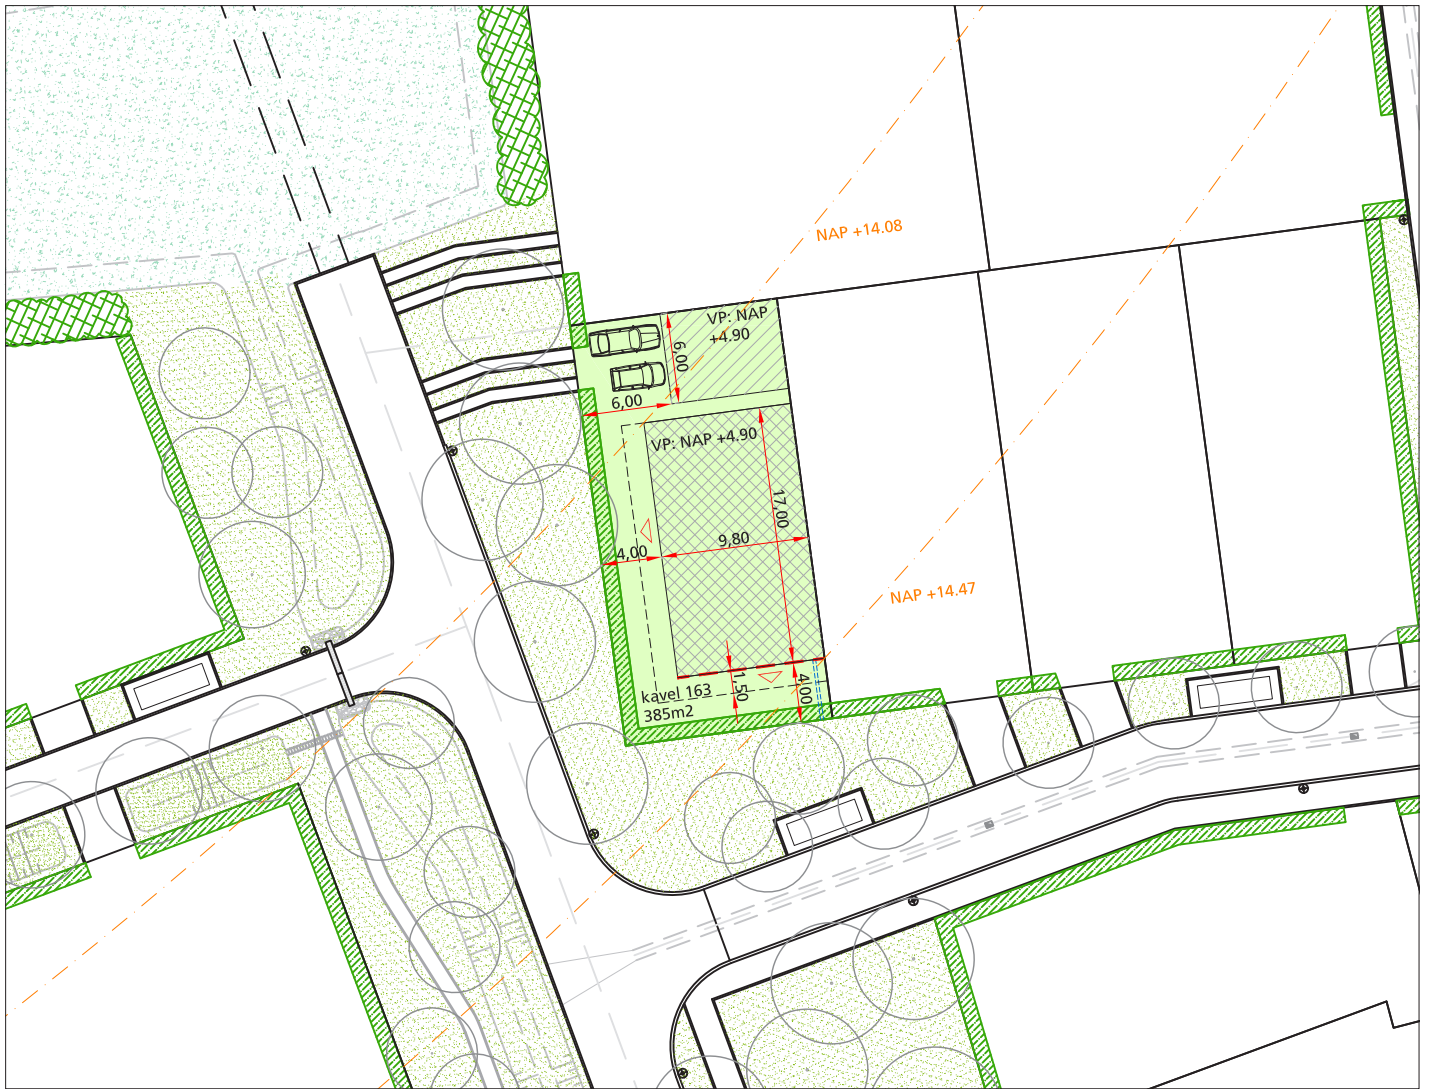 NAP +14.08
VP: NAP
+4.90
6,00
6,00
VP: NAP +4.90
17,00
9,80
4,00
NAP +14.47
1,50
4,00
kavel 163
385m2